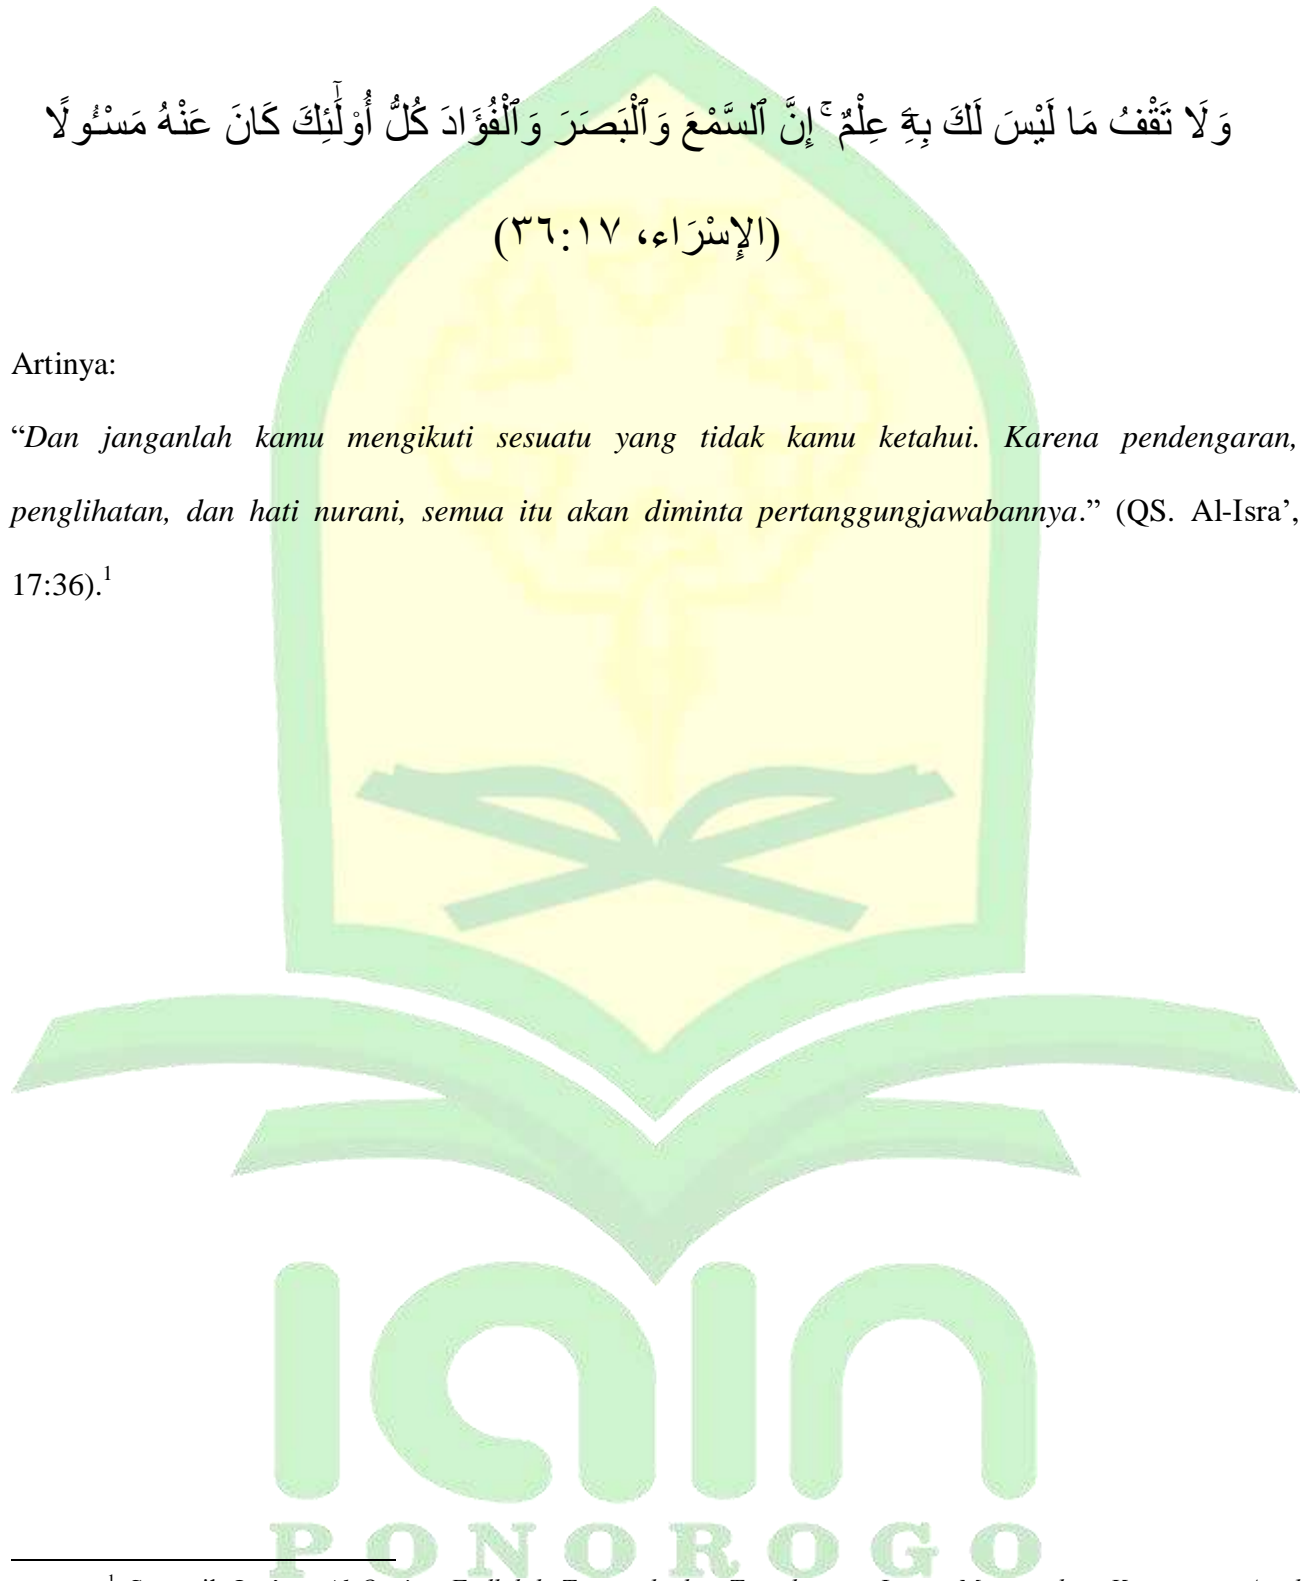 وَلَا تَقْفُ مَا لَيْسَ لَكَ بِهِۦ عِلْمٌ ۚ إِنَّ ٱلسَّمْعَ وَٱلْبَصَرَ وَٱلْفُؤَادَ كُلُّ أُو۟لَٰٓئِكَ كَانَ عَنْهُ مَسْـُٔولًا
(الإِسْرَاء، ٣٦:١٧)
Artinya:
“Dan janganlah kamu mengikuti sesuatu yang tidak kamu ketahui. Karena pendengaran,
penglihatan, dan hati nurani, semua itu akan diminta pertanggungjawabannya.” (QS. Al-Isra’,
17:36).1
IAIN
PONOROGO